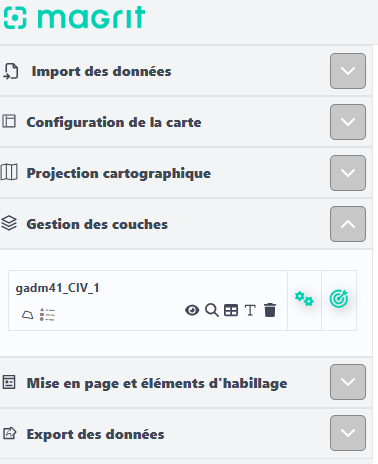 magrit
Import des données
Configuration de la carte
Projection cartographique
Gestion des couches
gadm41_CIV_1
Mise en page et éléments d'habillage
Export des données